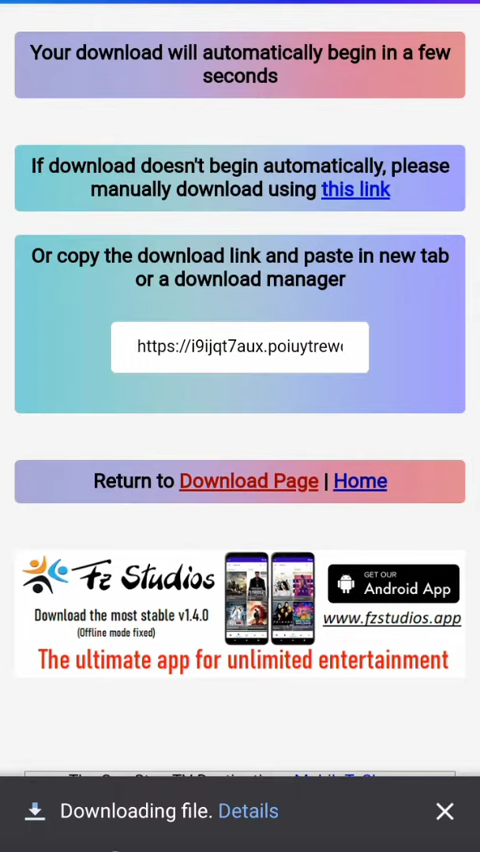 Your download will automatically begin in a few
seconds
If download doesn't begin automatically, please
manually download using this link
Or copy the download link and paste in new tab
or a download manager
https://i9ijqt7aux.poiuytrew
Return to Download Page | Home
Fz Studios
Download the most stable v1.4.0
(Offline mode fixed)
GET OUR
Android App
www.fzstudios.app
The ultimate app for unlimited entertainment
Downloading file. Details